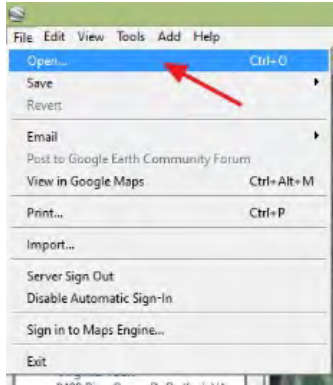 File Edit View Tools Add Help
Open... Ctrl+O
Save
Revert
Email
Post to Google Earth Community Forum
View in Google Maps Ctrl+Alt+M
Print... Ctrl+P
Import...
Server Sign Out
Disable Automatic Sign-In
Sign in to Maps Engine...
Exit